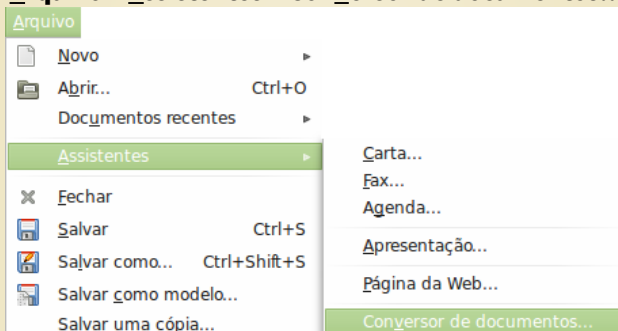 Arquivo
Novo
Abrir... Ctrl+O
Documentos recentes
Assistentes
Carta...
Fax...
Agenda...
Apresentação...
Página da Web...
Conversor de documentos...
Fechar
Salvar Ctrl+S
Salvar como... Ctrl+Shift+S
Salvar como modelo...
Salvar uma cópia...